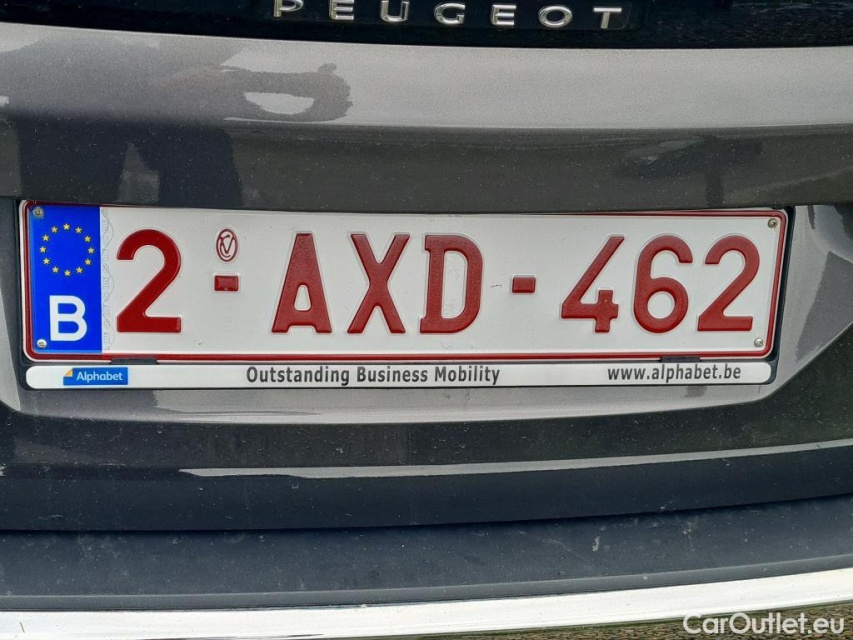 PEUGEOT
B 2-AXD-462
Alphabet Outstanding Business Mobility www.alphabet.be
CarOutlet.eu